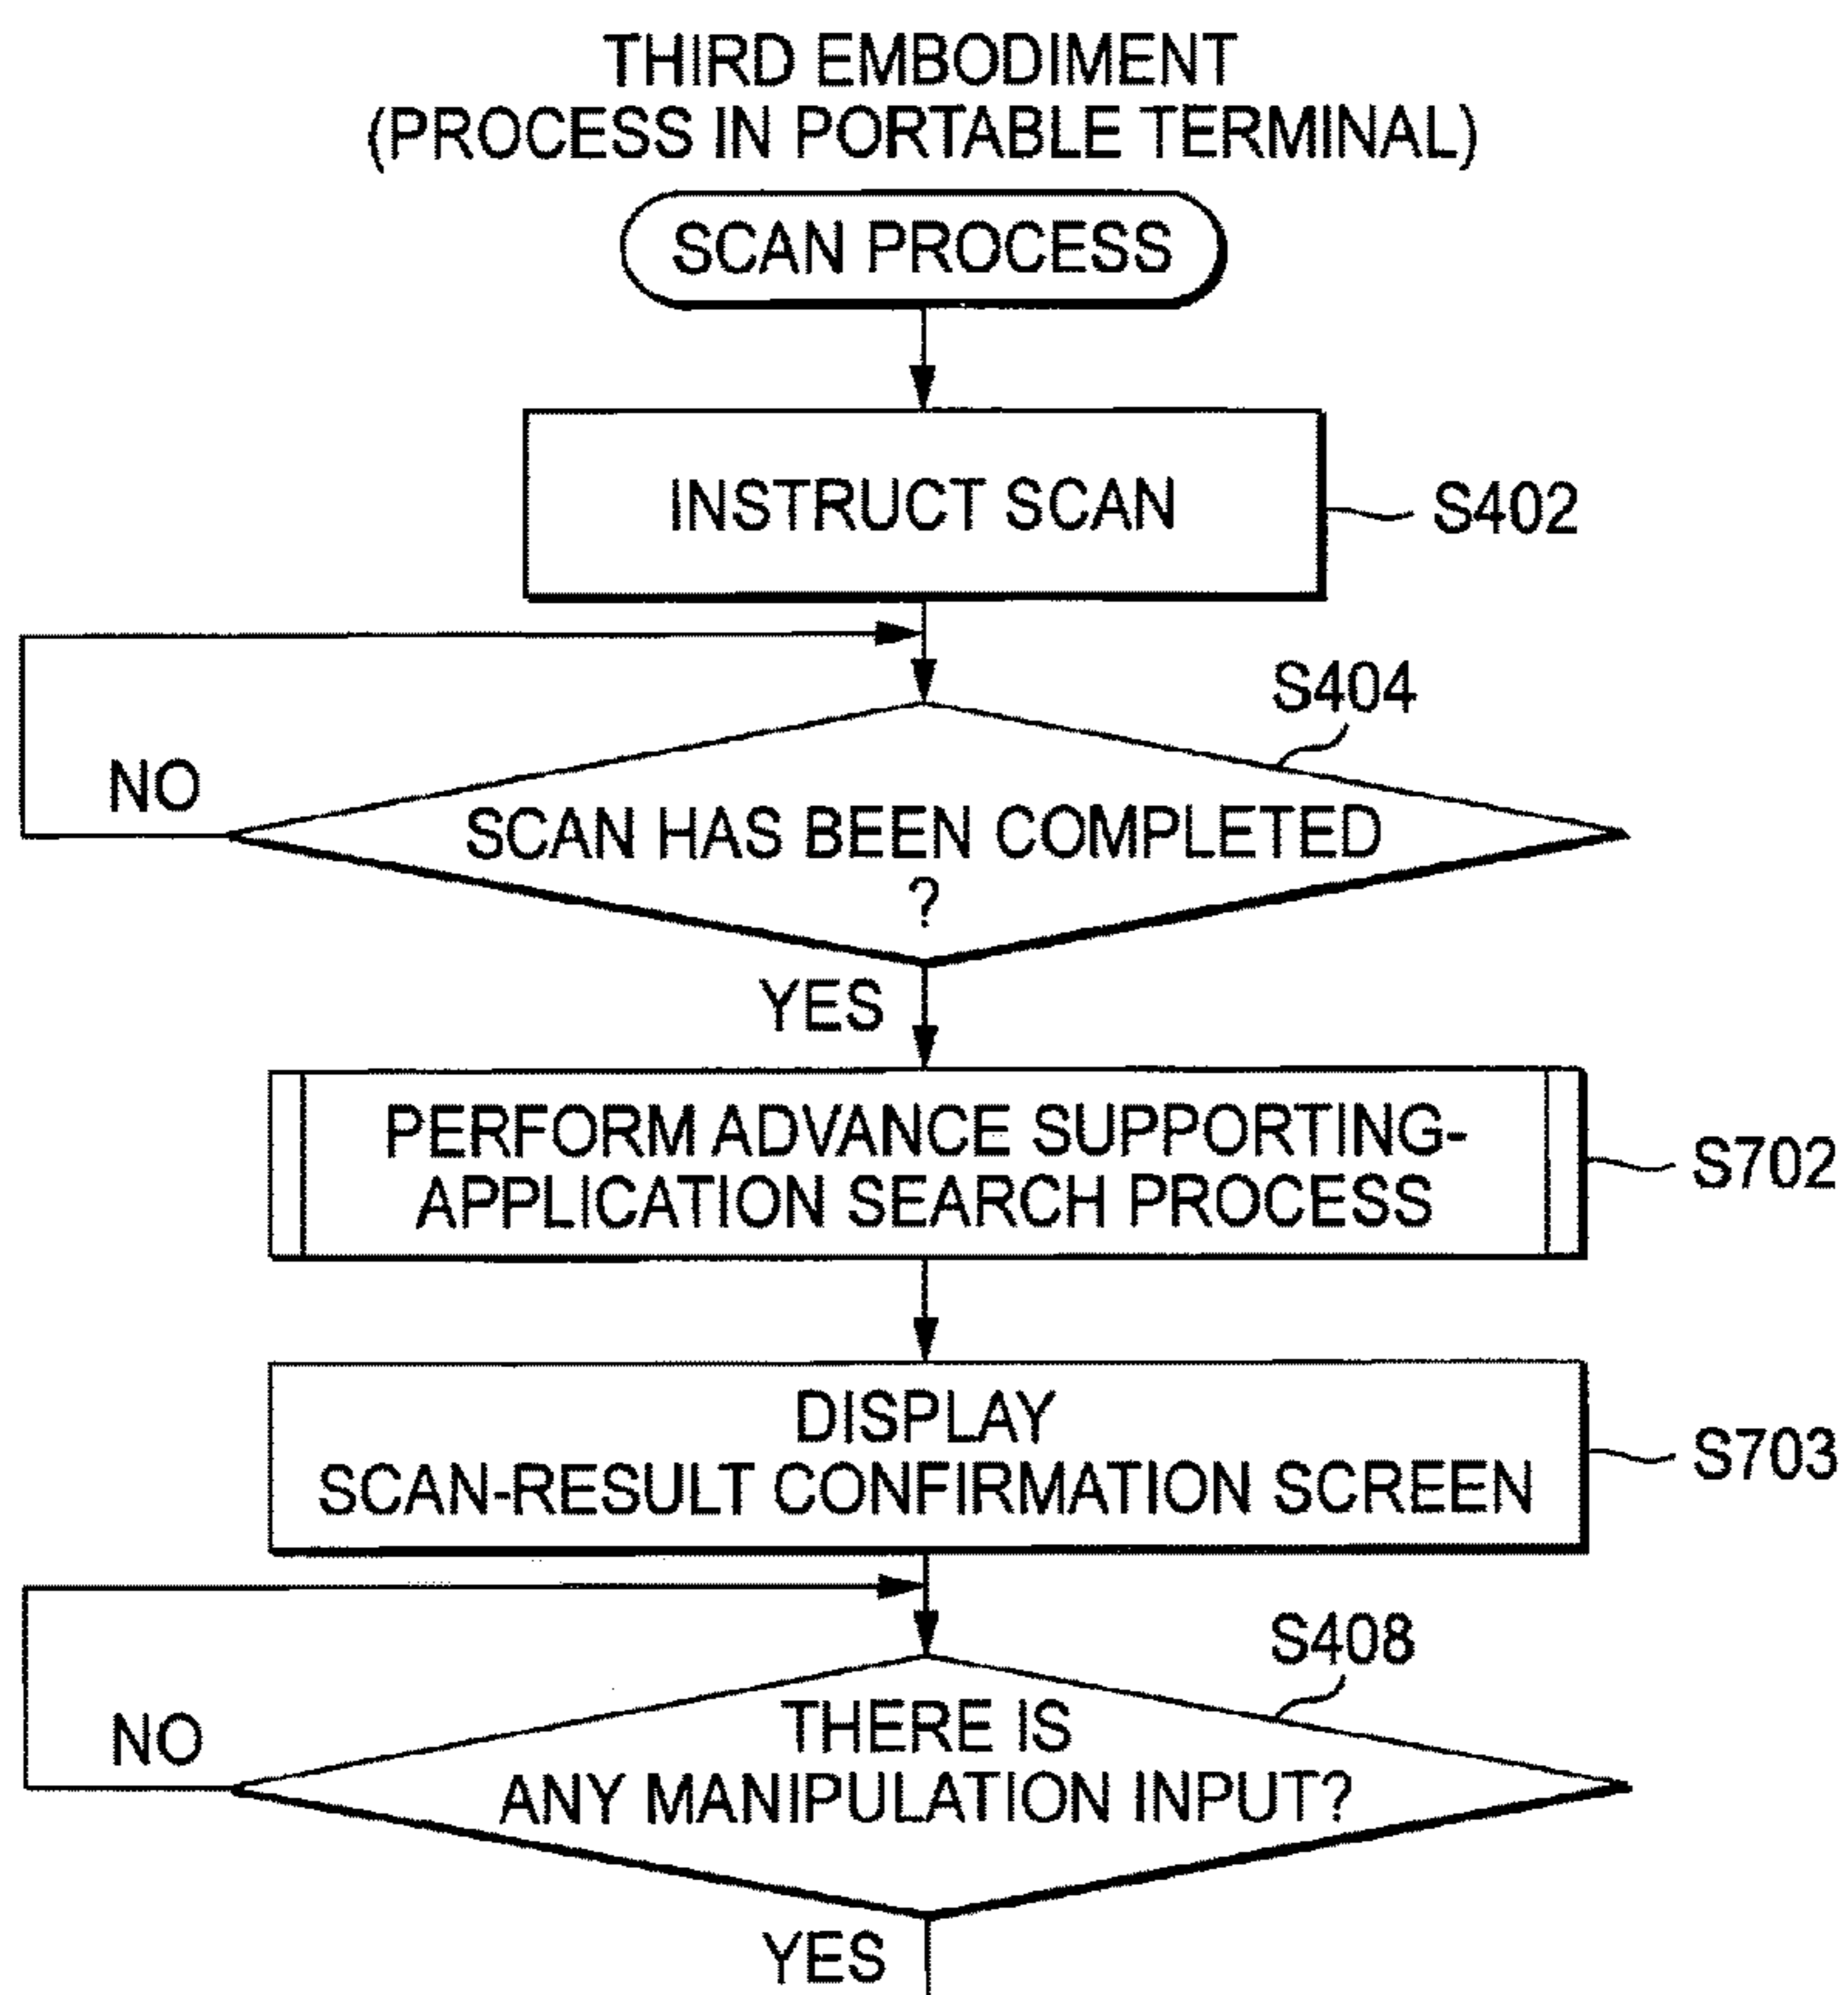 THIRD EMBODIMENT
(PROCESS IN PORTABLE TERMINAL)
SCAN PROCESS
INSTRUCT SCAN
S402
S404
NO
SCAN HAS BEEN COMPLETED
?
YES
PERFORM ADVANCE SUPPORTING-
APPLICATION SEARCH PROCESS
S702
DISPLAY
SCAN-RESULT CONFIRMATION SCREEN
S703
S408
NO
THERE IS
ANY MANIPULATION INPUT?
YES